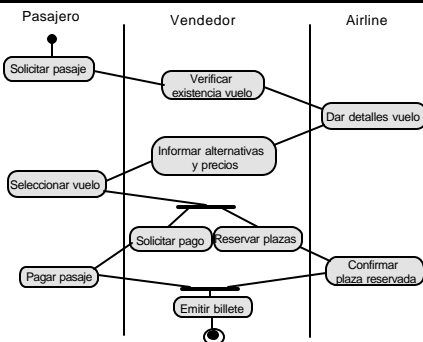 Pasajero
Vendedor
Airline
Solicitar pasaje
Verificar
existencia vuelo
Dar detalles vuelo
Informar alternativas
y precios
Seleccionar vuelo
Solicitar pago
Reservar plazas
Confirmar
plaza reservada
Pagar pasaje
Emitir billete